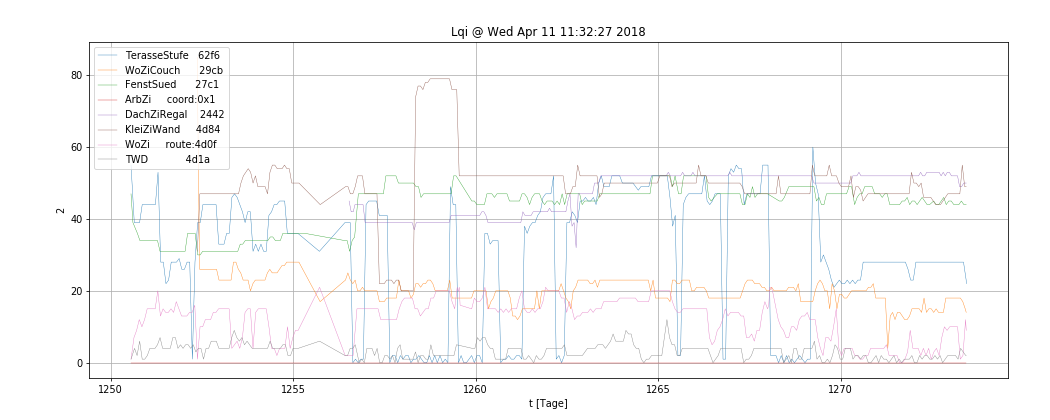 Lqi @ Wed Apr 11 11:32:27 2018
TerasseStufe 62f6
WoZiCouch 29cb
FenstSued 27c1
ArbZi coord:0x1
DachZiRegal 2442
KleiZiWand 4d84
WoZi route:4d0f
TWD 4d1a
80
60
40
20
0
2
1250 1255 1260 1265 1270
t [Tage]